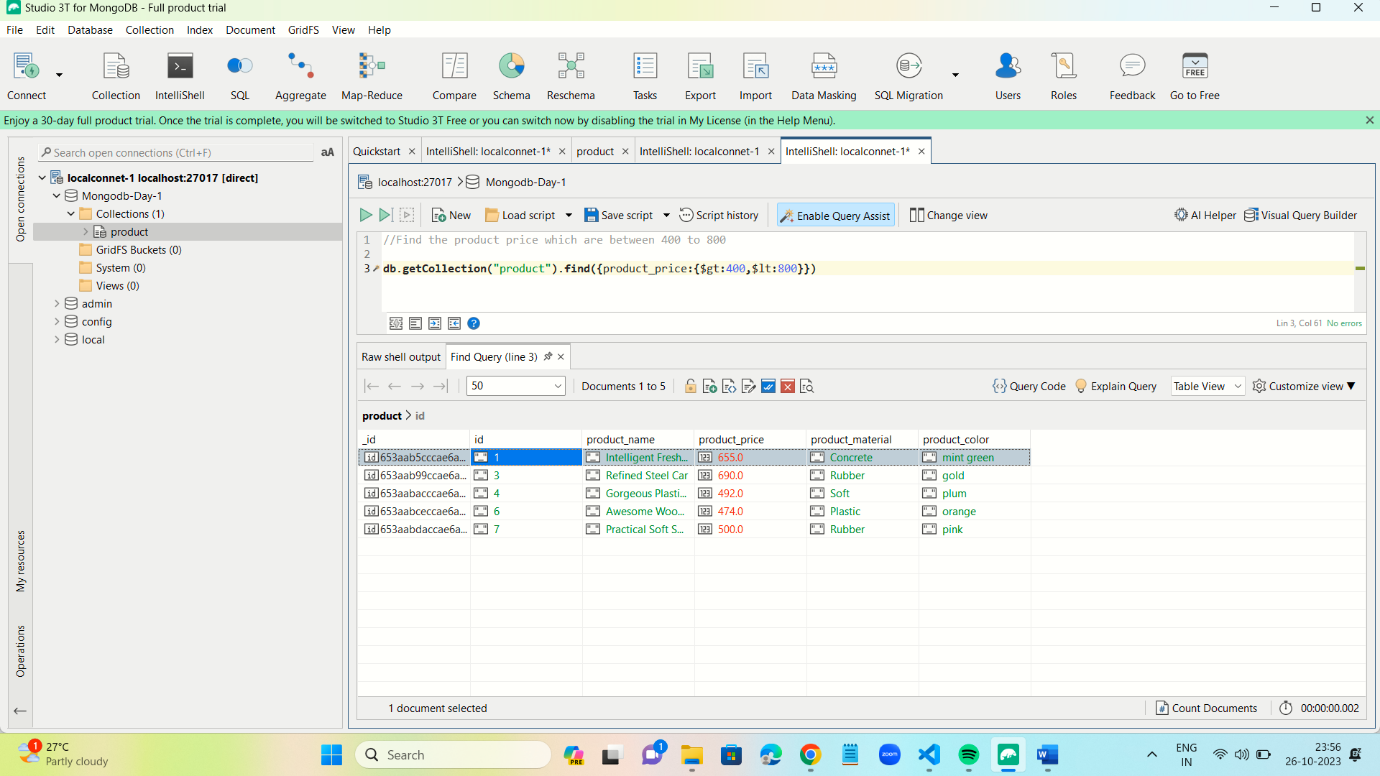 Studio 3T for MongoDB - Full product trial
File Edit Database Collection Index Document GridFS View Help
Connect Collection IntelliShell SQL Aggregate Map-Reduce Compare Schema Reschema Tasks Export Import Data Masking SQL Migration Users Roles Feedback Go to Free
FREE
Enjoy a 30-day full product trial. Once the trial is complete, you will be switched to Studio 3T Free or you can switch now by disabling the trial in My License (in the Help Menu).
Open connections
My resources
Operations
Search open connections (Ctrl+F) aA
localconnet-1 localhost:27017 [direct]
Mongodb-Day-1
Collections (1)
product
GridFS Buckets (0)
System (0)
Views (0)
admin
config
local
Quickstart IntelliShell: localconnet-1* product IntelliShell: localconnet-1 IntelliShell: localconnet-1*
localhost:27017 Mongodb-Day-1
New Load script Save script Script history Enable Query Assist Change view AI Helper Visual Query Builder
1 //Find the product price which are between 400 to 800
2
3 db.getCollection("product").find({product_price:{$gt:400,$lt:800}})
Lin 3, Col 61 No errors
Raw shell output Find Query (line 3)
50 Documents 1 to 5 Query Code Explain Query Table View Customize view
product > id
_id id product_name product_price product_material product_color
653aab5cccae6a... 1 Intelligent Fresh... 655.0 Concrete mint green
653aab99ccae6a... 3 Refined Steel Car 690.0 Rubber gold
653aabacccae6a... 4 Gorgeous Plasti... 492.0 Soft plum
653aabceccae6a... 6 Awesome Woo... 474.0 Plastic orange
653aabdaccae6a... 7 Practical Soft S... 500.0 Rubber pink
1 document selected Count Documents 00:00:00.002
1 27°C
Partly cloudy
Search
PRE
1
zoom
ENG
IN
23:56
26-10-2023